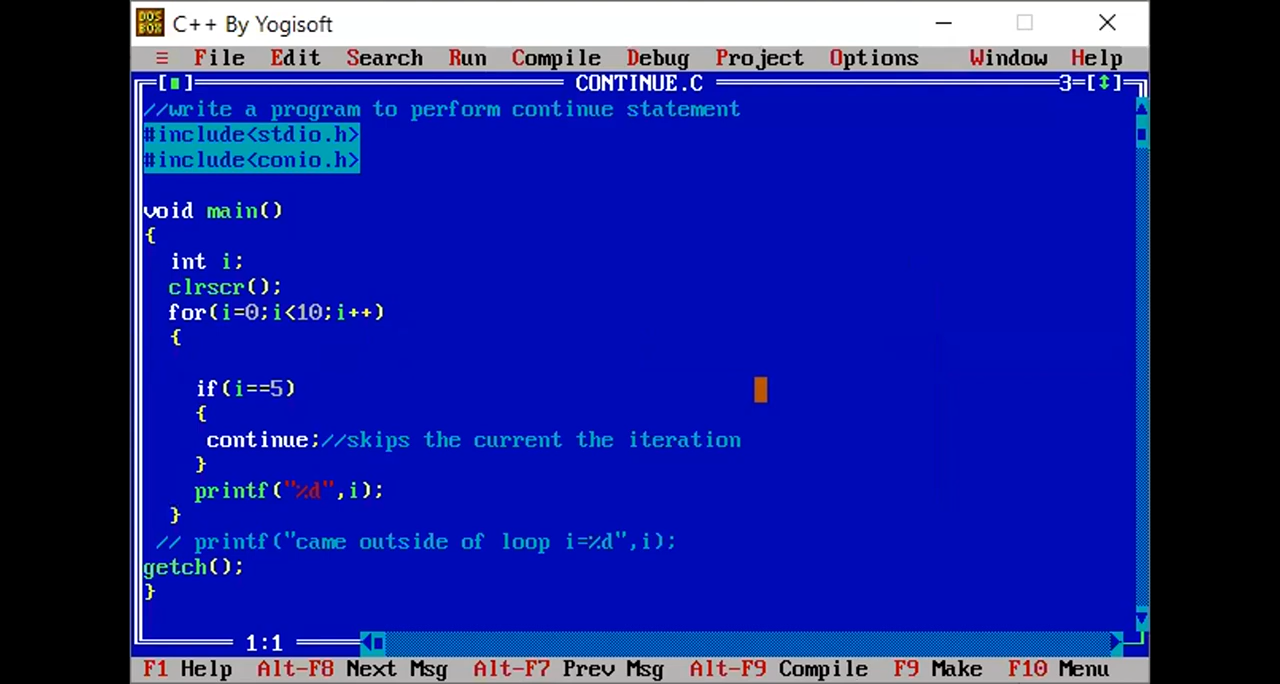 C++ By Yogisoft
≡ File Edit Search Run Compile Debug Project Options Window Help
[■] CONTINUE.C 3=[↕]
//write a program to perform continue statement
#include<stdio.h>
#include<conio.h>
void main()
{
int i;
clrscr();
for(i=0;i<10;i++)
{
if(i==5)
{
continue;//skips the current the iteration
}
printf("%d",i);
}
// printf("came outside of loop i=%d",i);
getch();
}
1:1
F1 Help Alt-F8 Next Msg Alt-F7 Prev Msg Alt-F9 Compile F9 Make F10 Menu